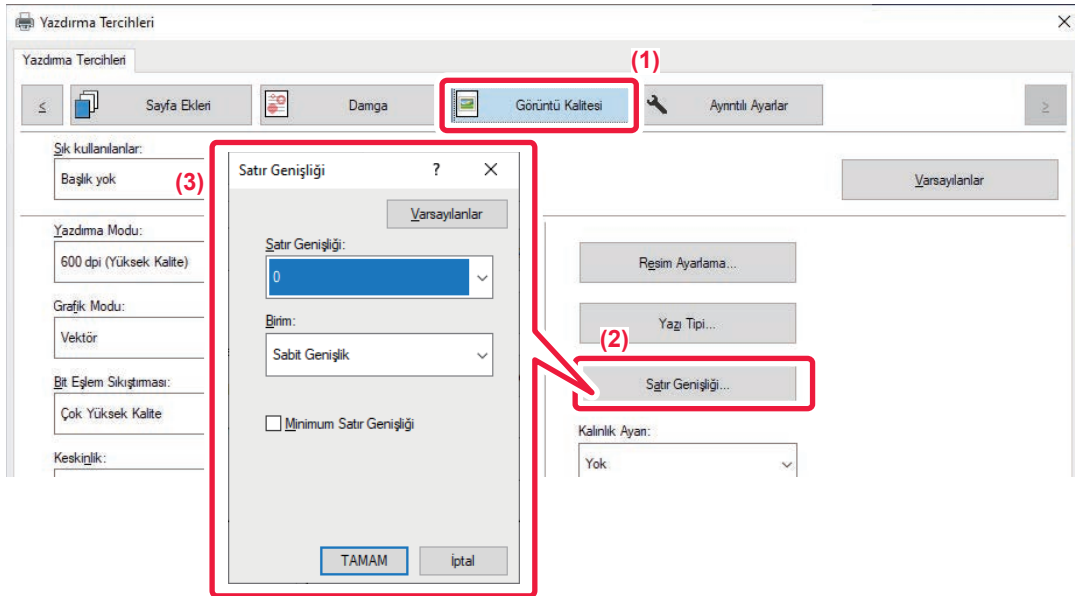 Yazdırma Tercihleri
Yazdırma Tercihleri
(1)
≤
Sayfa Ekleri
Damga
Görüntü Kalitesi
Ayrıntılı Ayarlar
≥
Sık kullanılanlar:
Başlık yok
Varsayılanlar
(3)
Satır Genişliği
?
Varsayılanlar
Satır Genişliği:
0
Birim:
Sabit Genişlik
Minimum Satır Genişliği
TAMAM
İptal
Yazdırma Modu:
600 dpi (Yüksek Kalite)
Grafik Modu:
Vektör
Bit Eşlem Sıkıştırması:
Çok Yüksek Kalite
Keskinlik:
Resim Ayarlama...
Yazı Tipi...
(2)
Satır Genişliği...
Kalınlık Ayarı:
Yok